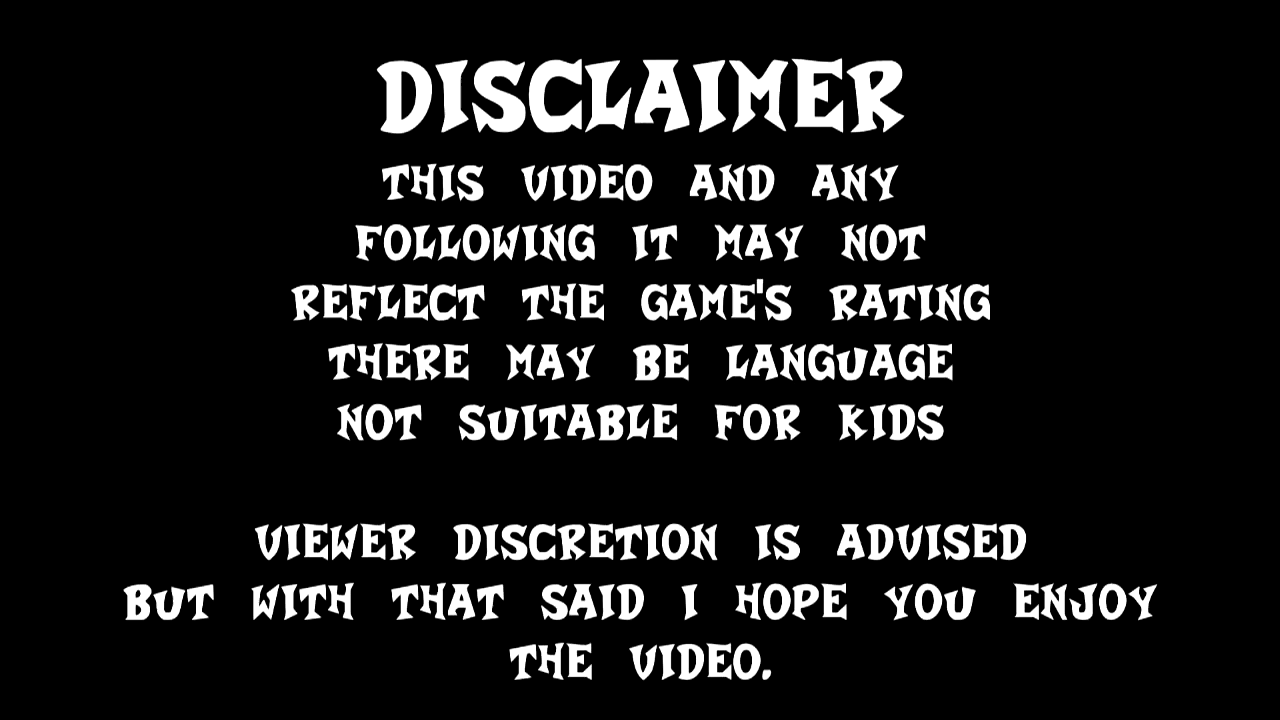 DISCLAIMER
THIS VIDEO AND ANY
FOLLOWING IT MAY NOT
REFLECT THE GAME'S RATING
THERE MAY BE LANGUAGE
NOT SUITABLE FOR KIDS
VIEWER DISCRETION IS ADVISED
BUT WITH THAT SAID I HOPE YOU ENJOY
THE VIDEO.